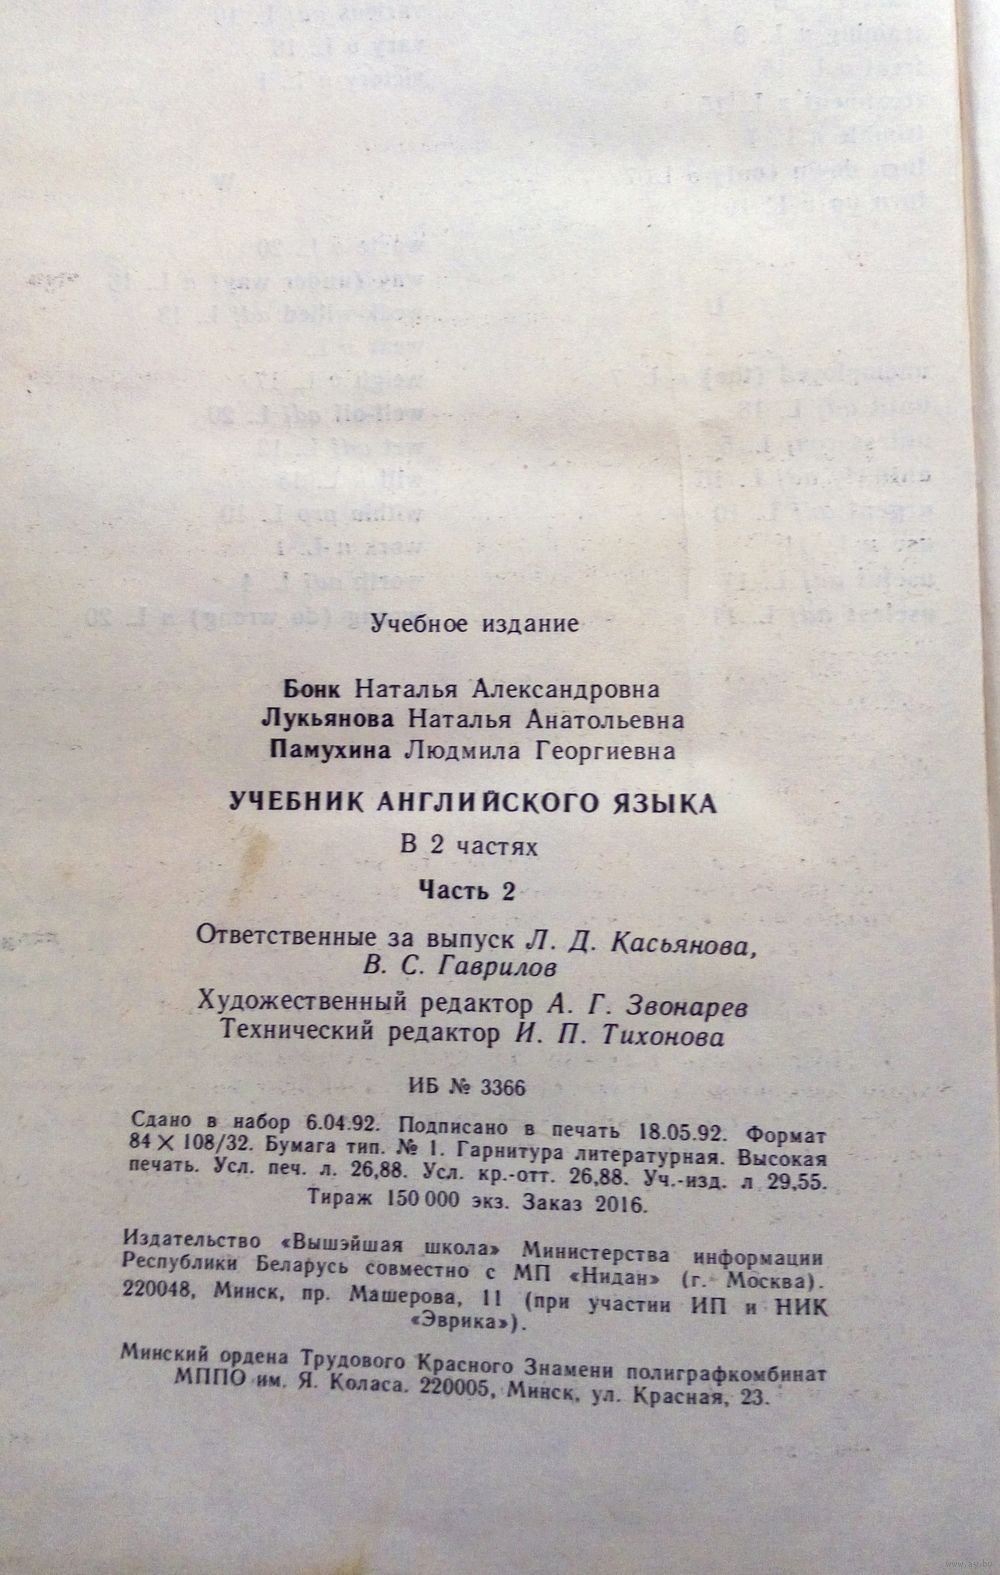 Учебное издание
Бонк Наталья Александровна
Лукьянова Наталья Анатольевна
Памухина Людмила Георгиевна
УЧЕБНИК АНГЛИЙСКОГО ЯЗЫКА
В 2 частях
Часть 2
Ответственные за выпуск Л. Д. Касьянова,
В. С. Гаврилов
Художественный редактор А. Г. Звонарев
Технический редактор И. П. Тихонова
ИБ № 3366
Сдано в набор 6.04.92. Подписано в печать 18.05.92. Формат
84×108/32. Бумага тип. № 1. Гарнитура литературная. Высокая
печать. Усл. печ. л. 26,88. Усл. кр.-отт. 26,88. Уч.-изд. л 29,55.
Тираж 150 000 экз. Заказ 2016.
Издательство «Вышэйшая школа» Министерства информации
Республики Беларусь совместно с МП «Нидан» (г. Москва).
220048, Минск, пр. Машерова, 11 (при участии ИП и НИК
«Эврика»).
Минский ордена Трудового Красного Знамени полиграфкомбинат
МППО им. Я. Коласа. 220005, Минск, ул. Красная, 23.